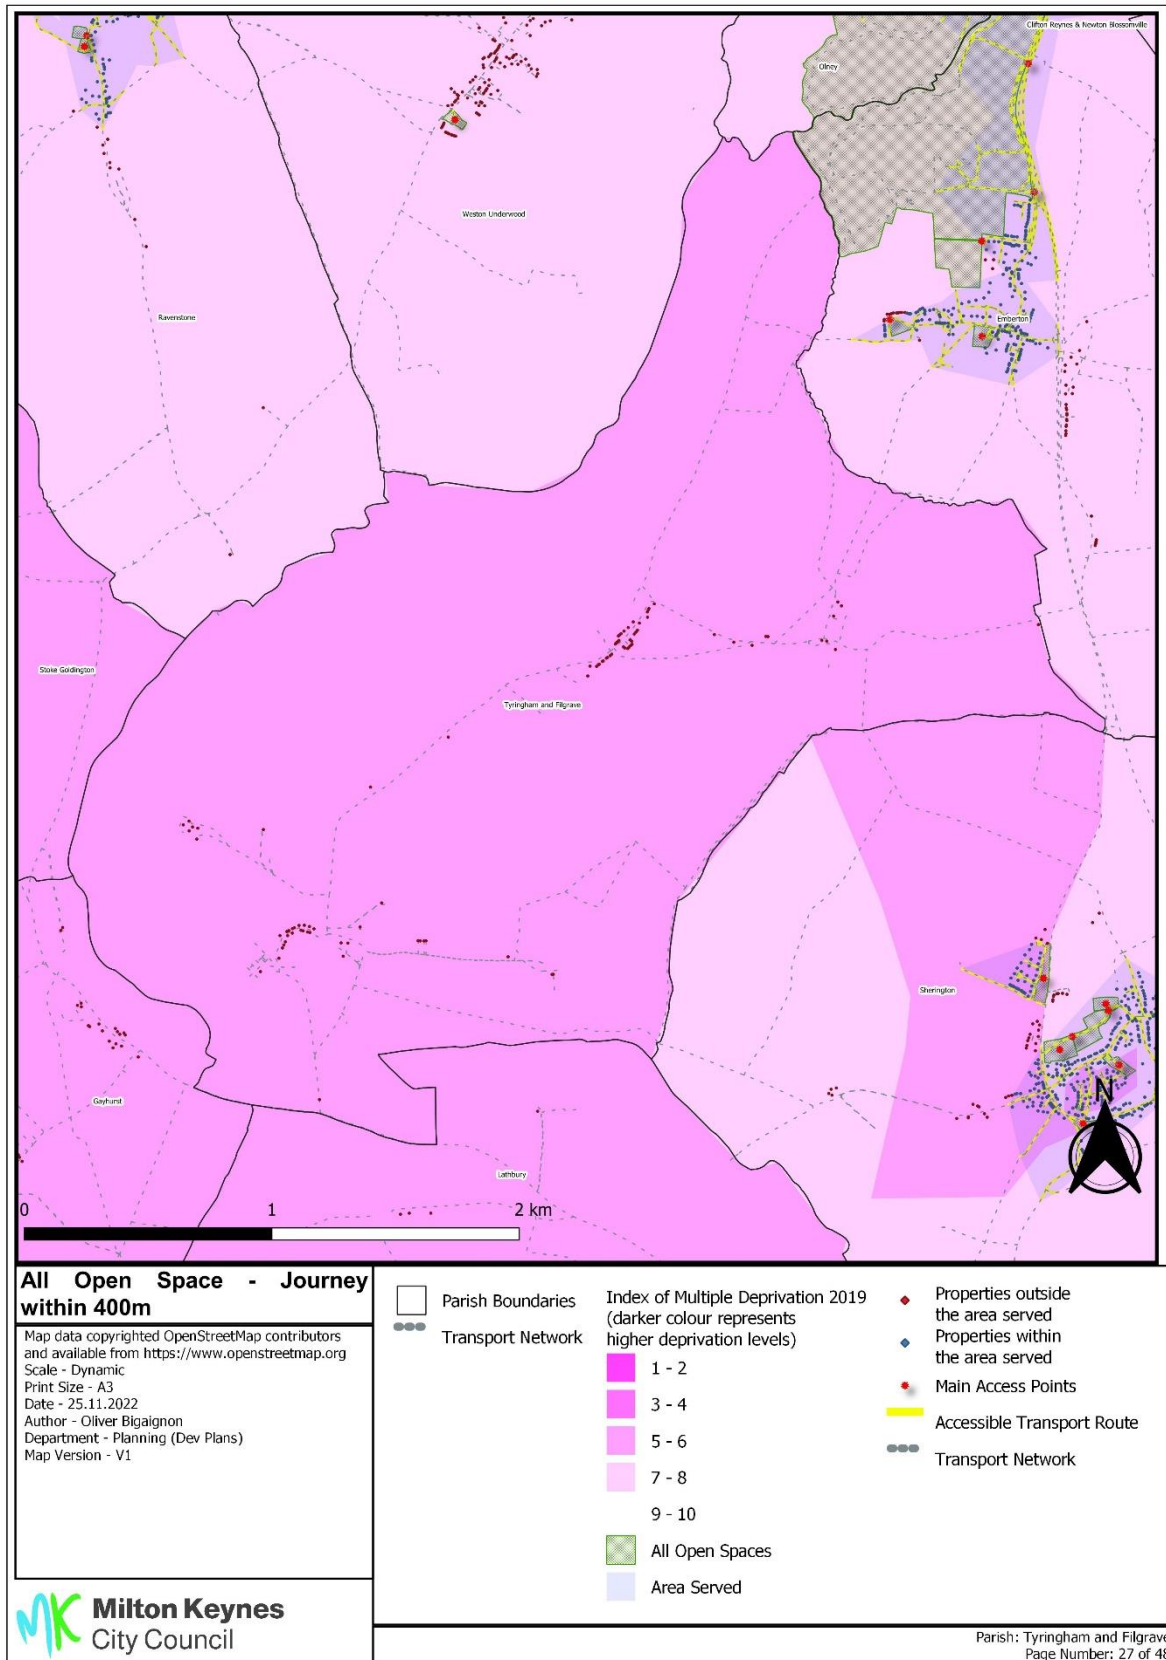 Clifton Reynes & Newton Blossomville
Olney
Weston Underwood
Ravenstone
Emberton
Stoke Goldington
Tyringham and Filgrave
Sherington
Gayhurst
Lathbury
N
0 1 2 km
All Open Space - Journey
within 400m
Map data copyrighted OpenStreetMap contributors
and available from https://www.openstreetmap.org
Scale - Dynamic
Print Size - A3
Date - 25.11.2022
Author - Oliver Bigaignon
Department - Planning (Dev Plans)
Map Version - V1
MK Milton Keynes
City Council
Parish Boundaries
Transport Network
Index of Multiple Deprivation 2019
(darker colour represents
higher deprivation levels)
1 - 2
3 - 4
5 - 6
7 - 8
9 - 10
All Open Spaces
Area Served
Properties outside
the area served
Properties within
the area served
Main Access Points
Accessible Transport Route
Transport Network
Parish: Tyringham and Filgrave
Page Number: 27 of 48